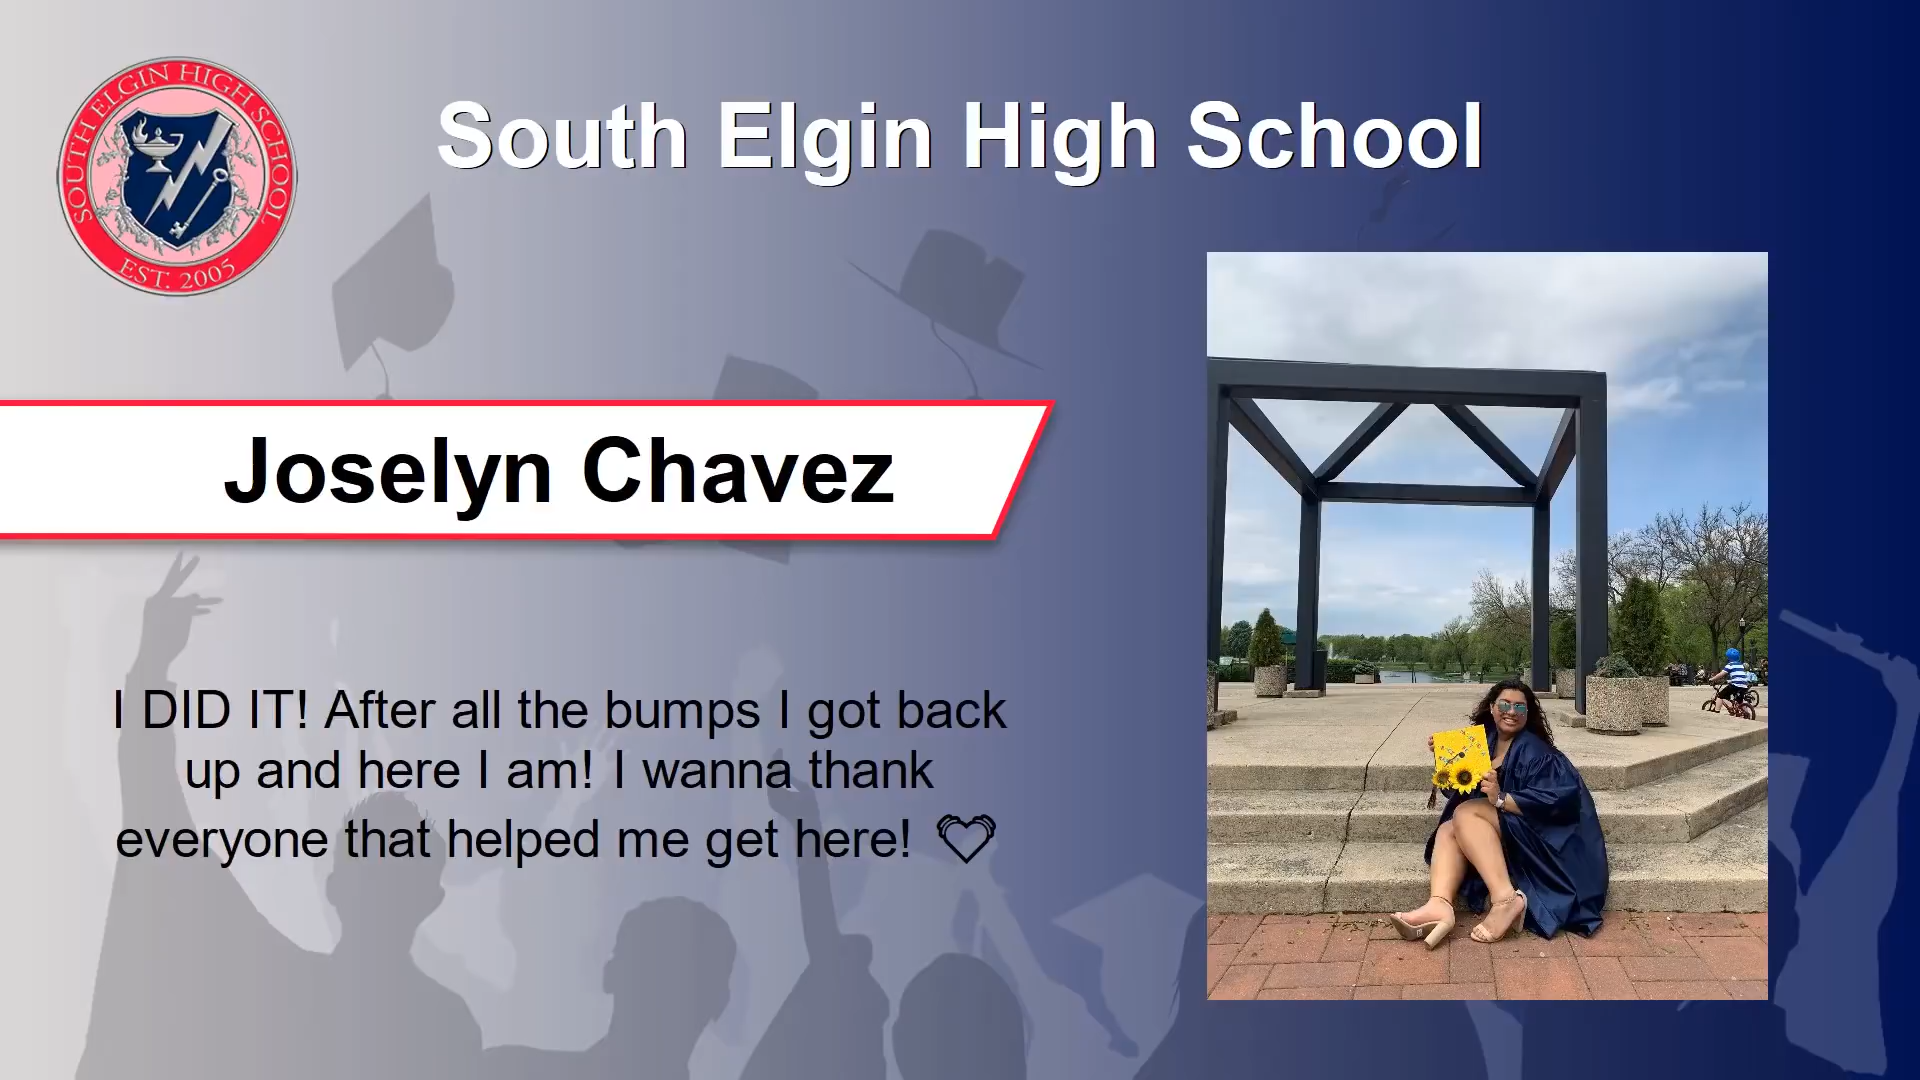 SOUTH ELGIN HIGH SCHOOL
EST. 2005
South Elgin High School
Joselyn Chavez
I DID IT! After all the bumps I got back
up and here I am! I wanna thank
everyone that helped me get here!